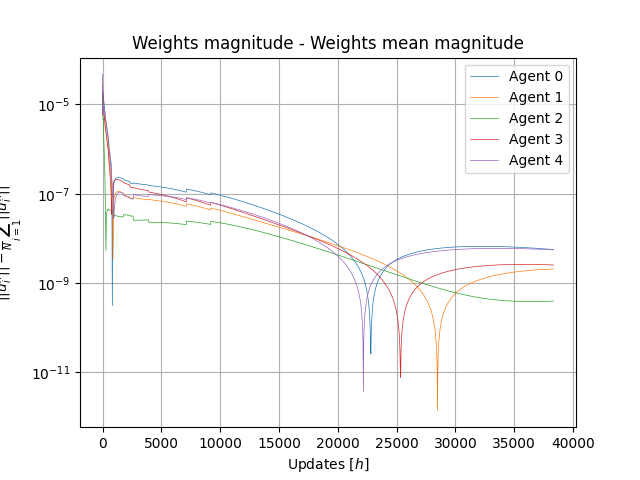 Weights magnitude - Weights mean magnitude
Agent 0
Agent 1
Agent 2
Agent 3
Agent 4
10⁻⁵
10⁻⁷
10⁻⁹
10⁻¹¹
0 5000 10000 15000 20000 25000 30000 35000 40000
Updates [h]